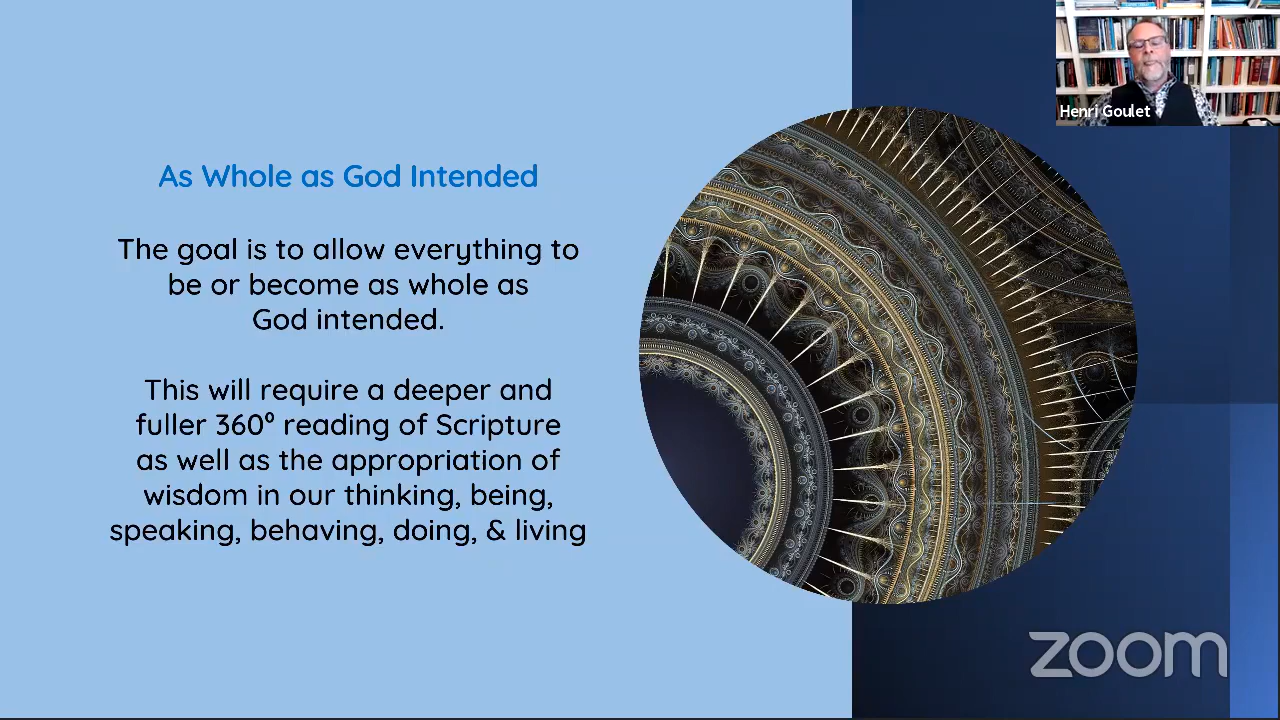 As Whole as God Intended
The goal is to allow everything to
be or become as whole as
God intended.
This will require a deeper and
fuller 360⁰ reading of Scripture
as well as the appropriation of
wisdom in our thinking, being,
speaking, behaving, doing, & living
Henri Goulet
zoom